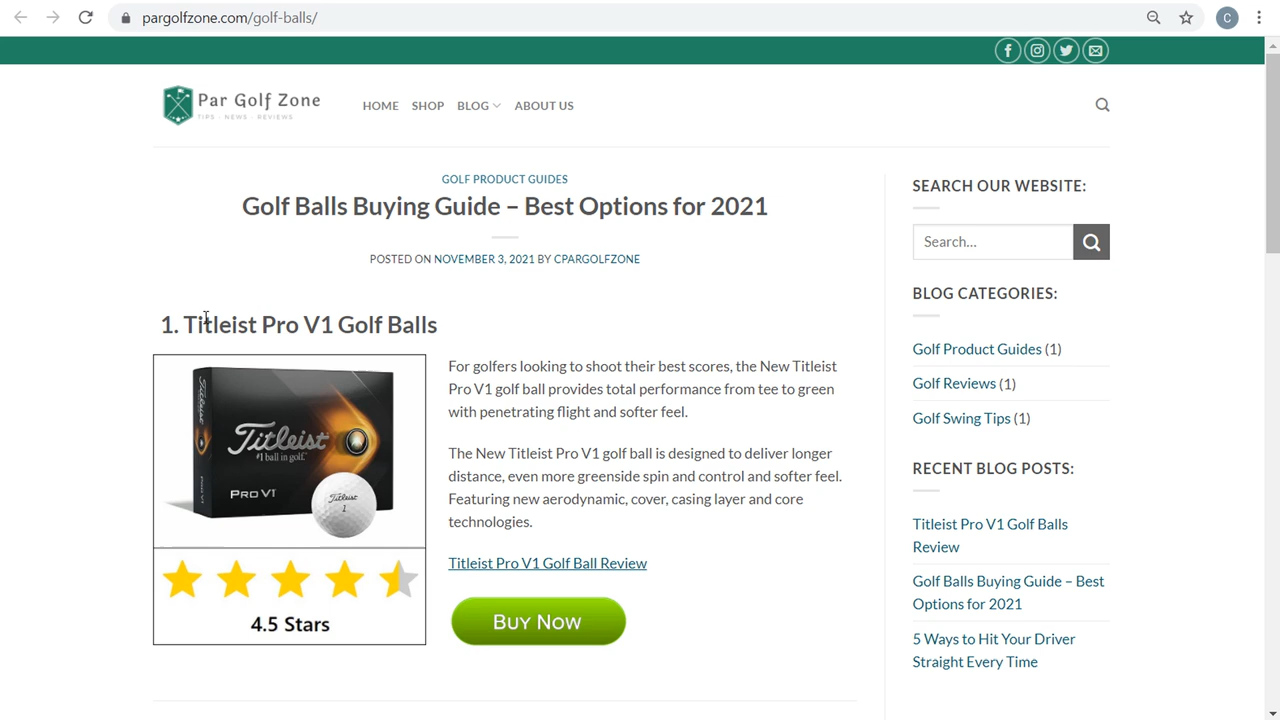 pargolfzone.com/golf-balls/
C
Par Golf Zone
TIPS - NEWS - REVIEWS
HOME SHOP BLOG ABOUT US
GOLF PRODUCT GUIDES
Golf Balls Buying Guide – Best Options for 2021
POSTED ON NOVEMBER 3, 2021 BY CPARGOLFZONE
1. Titleist Pro V1 Golf Balls
Titleist
Titleist
#1 ball in golf.™
PRO V1
PRO V1
Titleist
1
4.5 Stars
For golfers looking to shoot their best scores, the New Titleist
Pro V1 golf ball provides total performance from tee to green
with penetrating flight and softer feel.
The New Titleist Pro V1 golf ball is designed to deliver longer
distance, even more greenside spin and control and softer feel.
Featuring new aerodynamic, cover, casing layer and core
technologies.
Titleist Pro V1 Golf Ball Review
Buy Now
SEARCH OUR WEBSITE:
Search...
BLOG CATEGORIES:
Golf Product Guides (1)
Golf Reviews (1)
Golf Swing Tips (1)
RECENT BLOG POSTS:
Titleist Pro V1 Golf Balls
Review
Golf Balls Buying Guide – Best
Options for 2021
5 Ways to Hit Your Driver
Straight Every Time